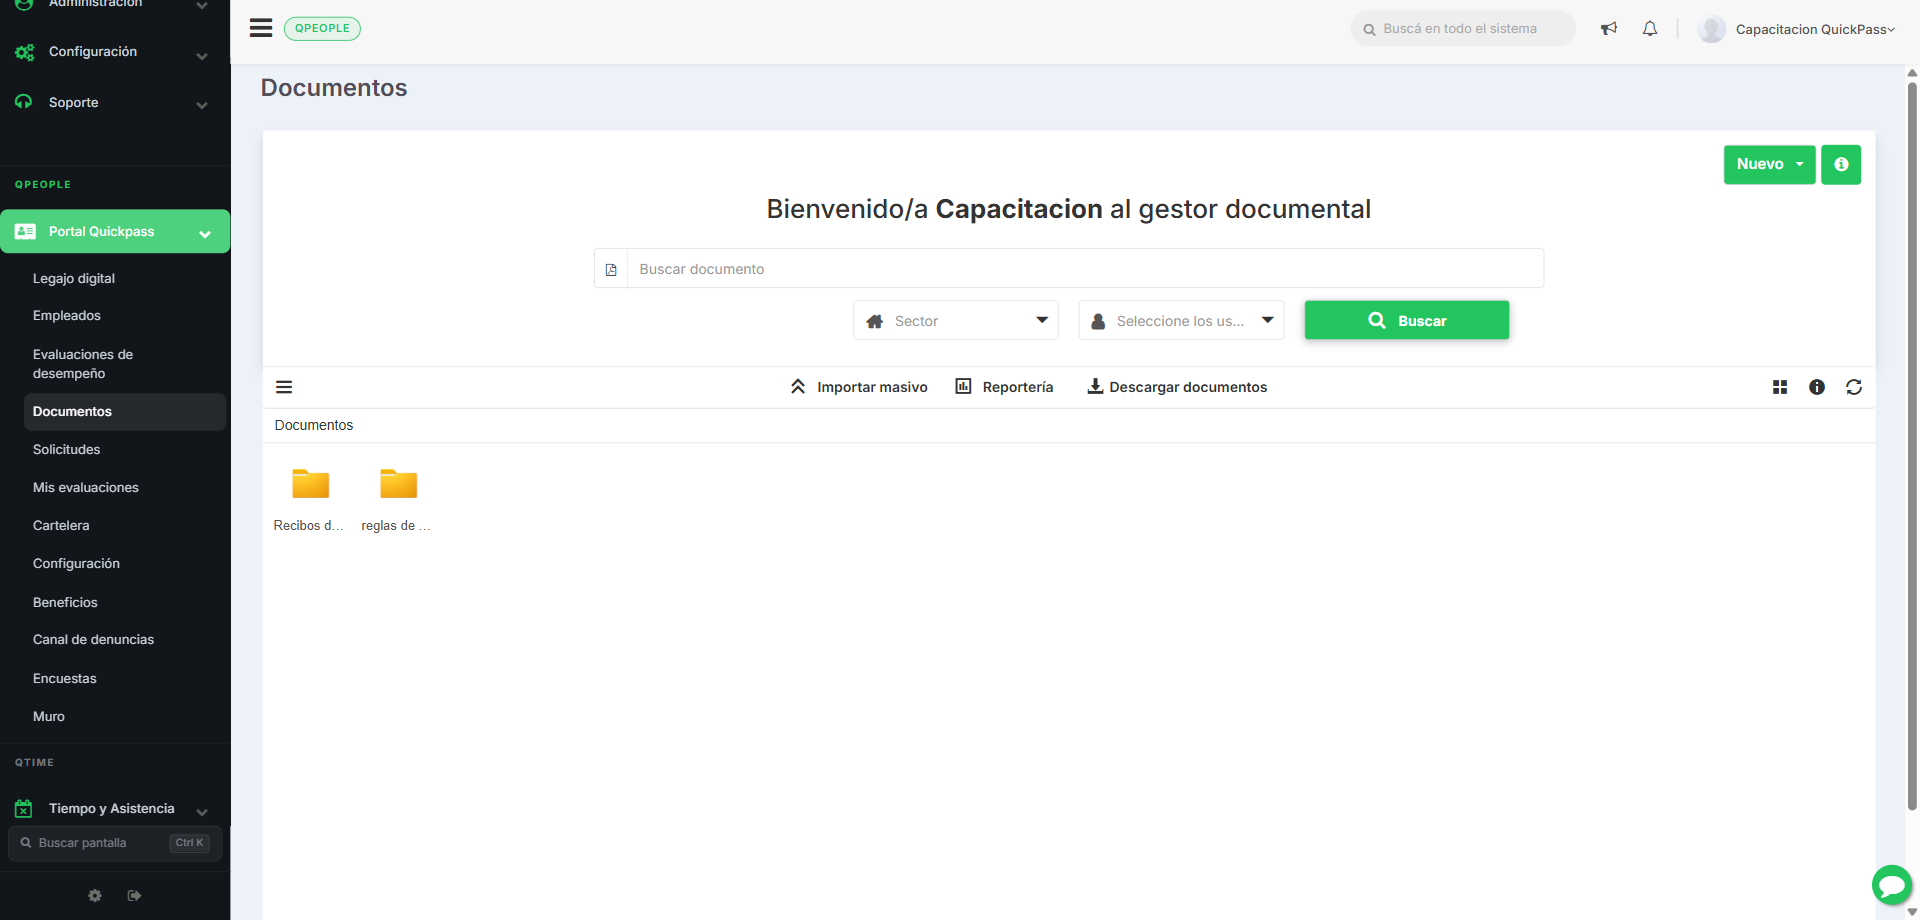 Administración
Configuración
Soporte
QPEOPLE
Portal Quickpass
Legajo digital
Empleados
Evaluaciones de
desempeño
Documentos
Solicitudes
Mis evaluaciones
Cartelera
Configuración
Beneficios
Canal de denuncias
Encuestas
Muro
QTIME
Tiempo y Asistencia
Buscar pantalla Ctrl K
QPEOPLE
Buscá en todo el sistema
Capacitacion QuickPass
Documentos
Nuevo
Bienvenido/a Capacitacion al gestor documental
Buscar documento
Sector
Seleccione los us...
Buscar
Importar masivo Reportería Descargar documentos
Documentos
Recibos d... reglas de ...